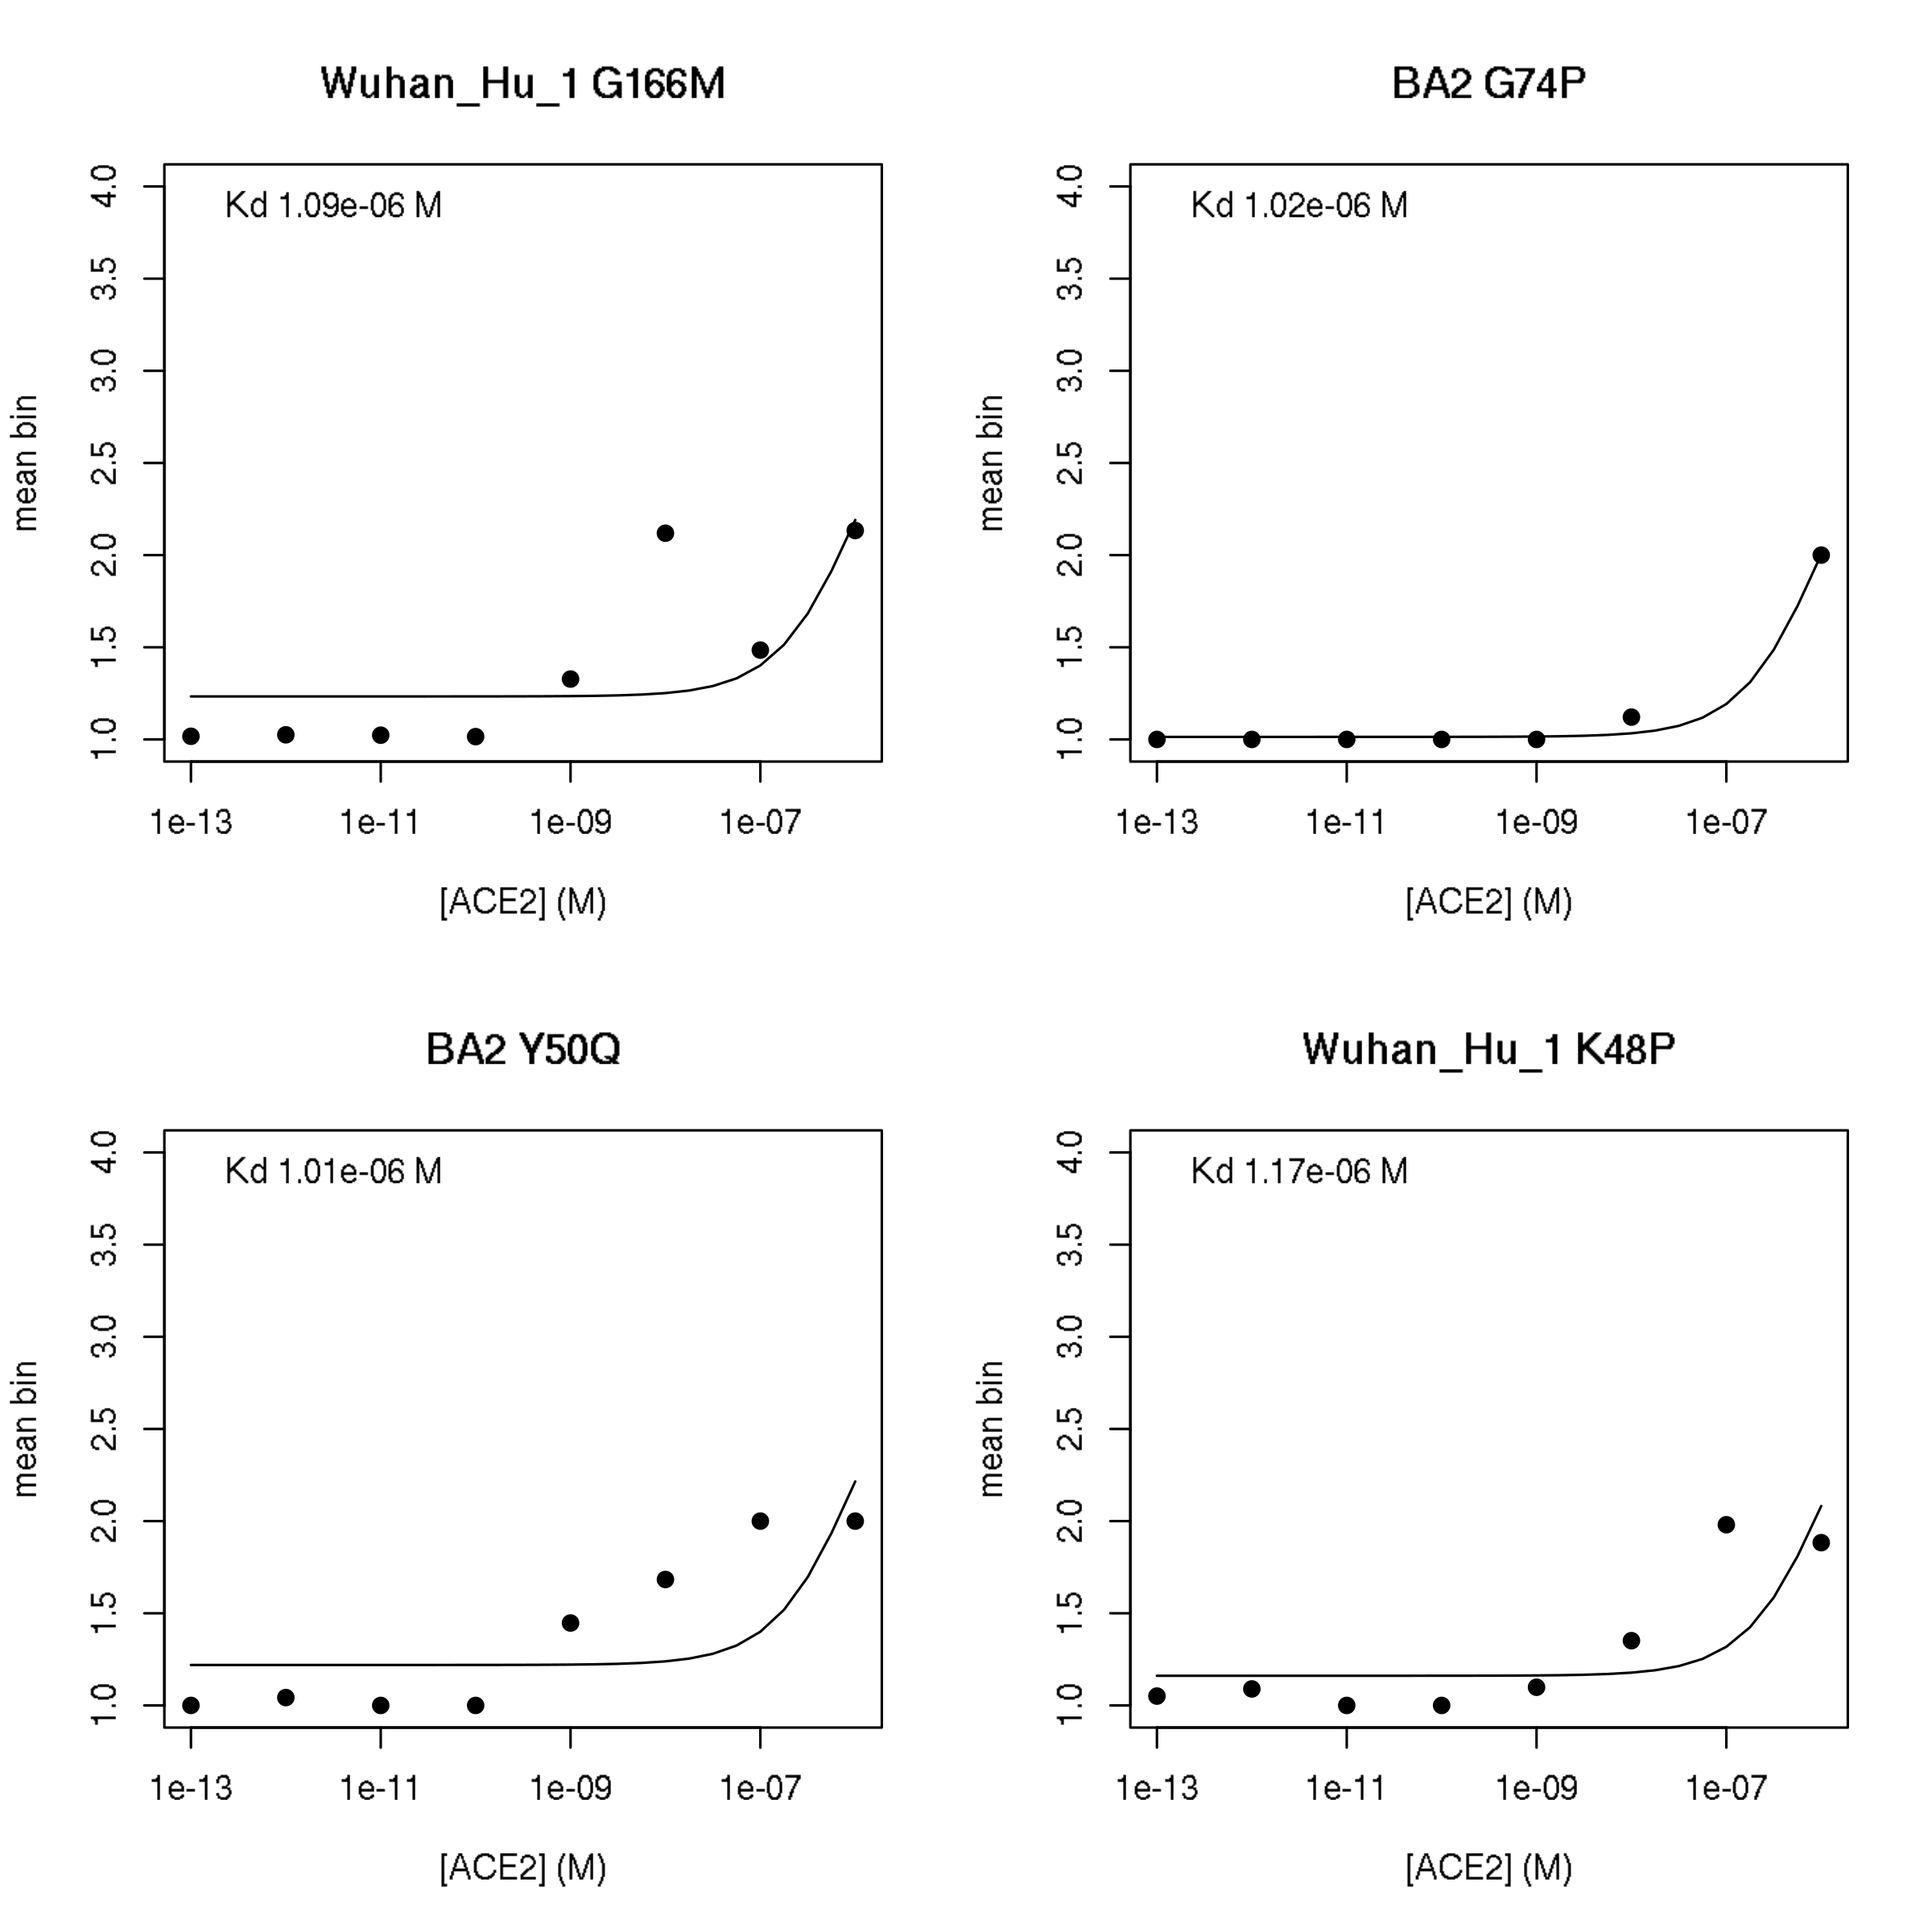 Wuhan_Hu_1 G166M
Kd 1.09e-06 M
4.0
3.5
3.0
2.5
2.0
1.5
1.0
mean bin
1e-13 1e-11 1e-09 1e-07
[ACE2] (M)
BA2 G74P
Kd 1.02e-06 M
4.0
3.5
3.0
2.5
2.0
1.5
1.0
mean bin
1e-13 1e-11 1e-09 1e-07
[ACE2] (M)
BA2 Y50Q
Kd 1.01e-06 M
4.0
3.5
3.0
2.5
2.0
1.5
1.0
mean bin
1e-13 1e-11 1e-09 1e-07
[ACE2] (M)
Wuhan_Hu_1 K48P
Kd 1.17e-06 M
4.0
3.5
3.0
2.5
2.0
1.5
1.0
mean bin
1e-13 1e-11 1e-09 1e-07
[ACE2] (M)